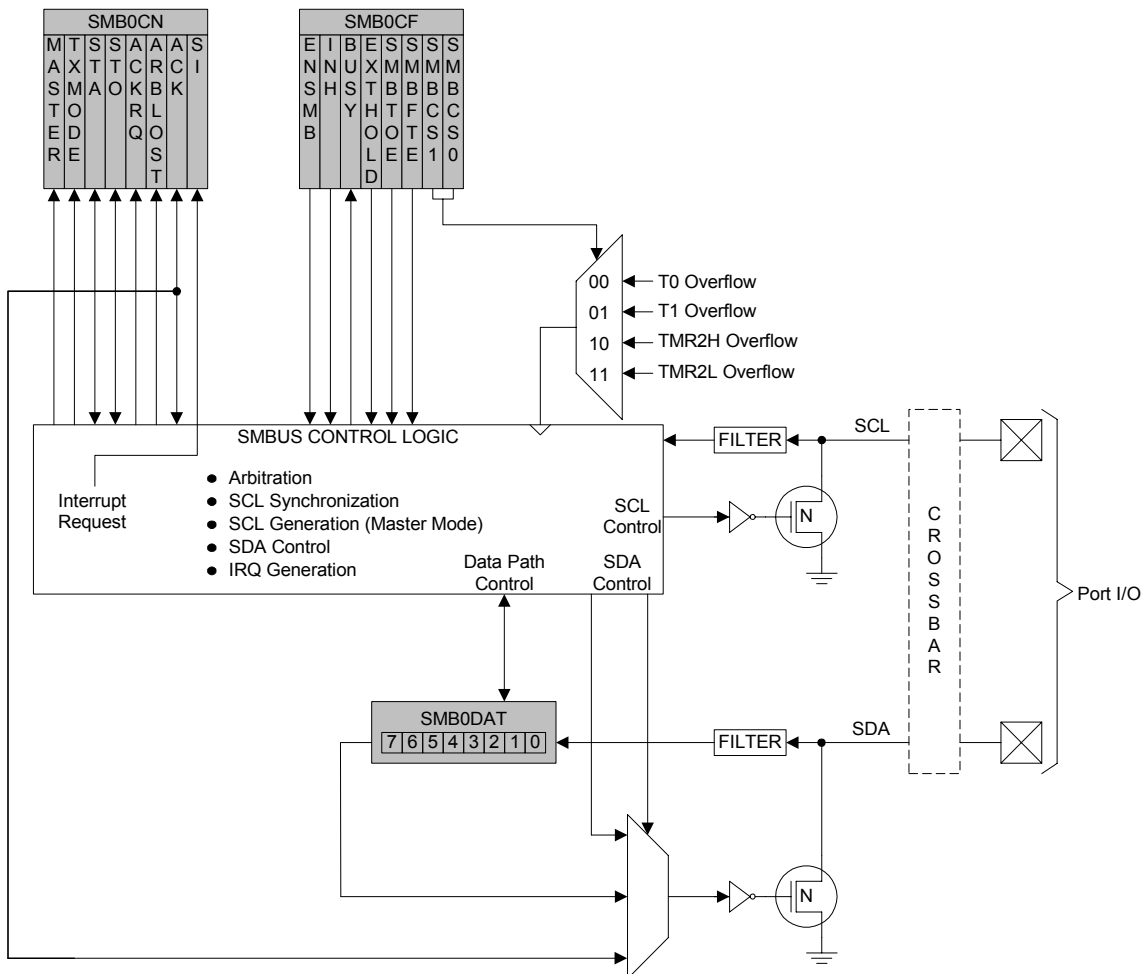 SMB0CN
MASTER
TXMODE
STA
STO
ACKRQ
ARBLOST
ACK
SI
SMB0CF
ENSMB
INH
BUSY
EXTHOLD
SMBTOE
SMBFTE
SMBCS1
SMBCS0
00
T0 Overflow
01
T1 Overflow
10
TMR2H Overflow
11
TMR2L Overflow
SMBUS CONTROL LOGIC
Interrupt
Request
● Arbitration
● SCL Synchronization
● SCL Generation (Master Mode)
● SDA Control
● IRQ Generation
SCL
Control
Data Path
Control
SDA
Control
FILTER
SCL
N
CROSSBAR
Port I/O
SMB0DAT
7 6 5 4 3 2 1 0
FILTER
SDA
N